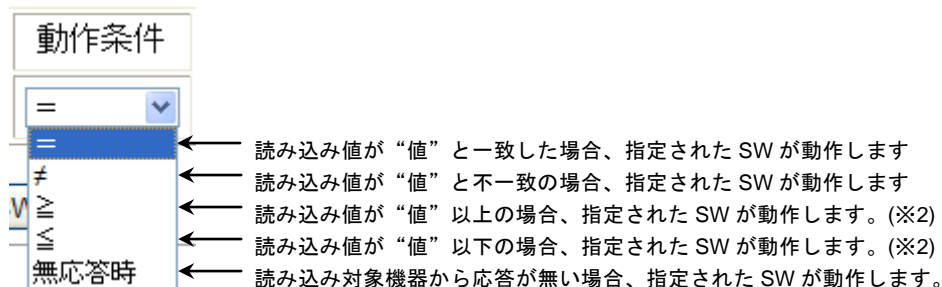 動作条件
＝
＝ 読み込み値が“値”と一致した場合、指定された SW が動作します
≠ 読み込み値が“値”と不一致の場合、指定された SW が動作します
≧ 読み込み値が“値”以上の場合、指定された SW が動作します。(※2)
≦ 読み込み値が“値”以下の場合、指定された SW が動作します。(※2)
無応答時 読み込み対象機器から応答が無い場合、指定された SW が動作します。